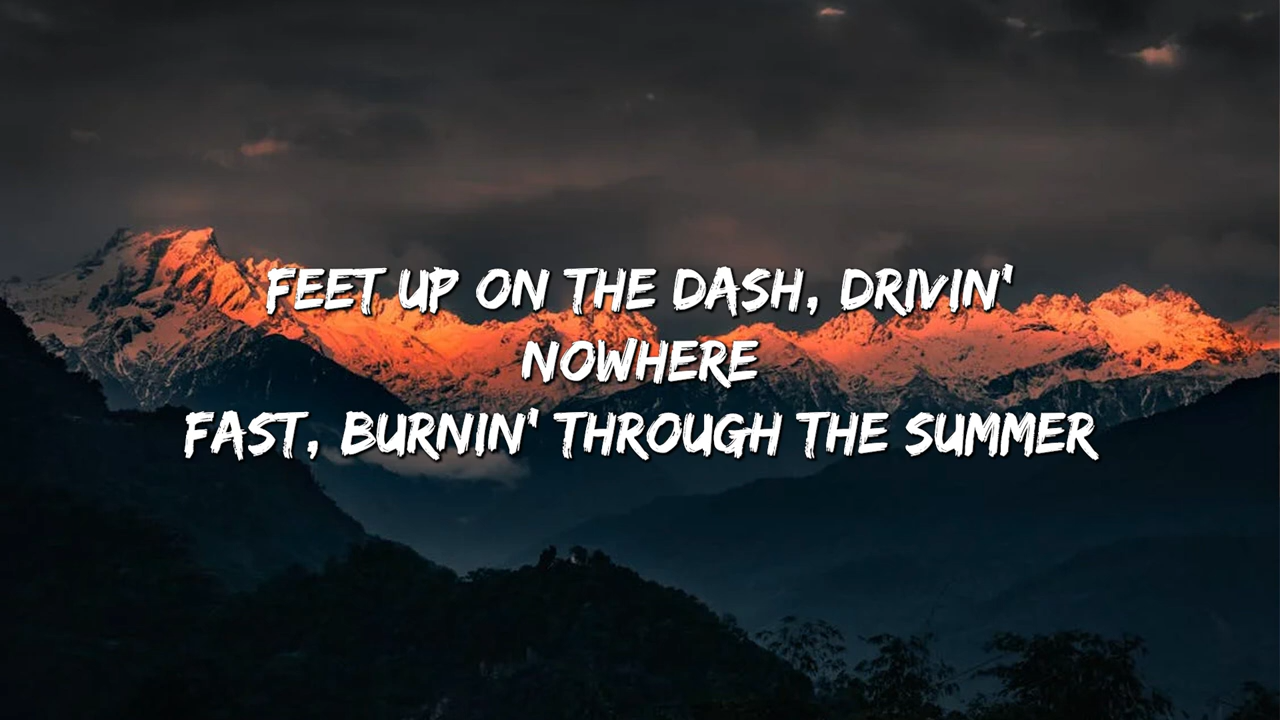 FEET UP ON THE DASH, DRIVIN'
NOWHERE
FAST, BURNIN' THROUGH THE SUMMER